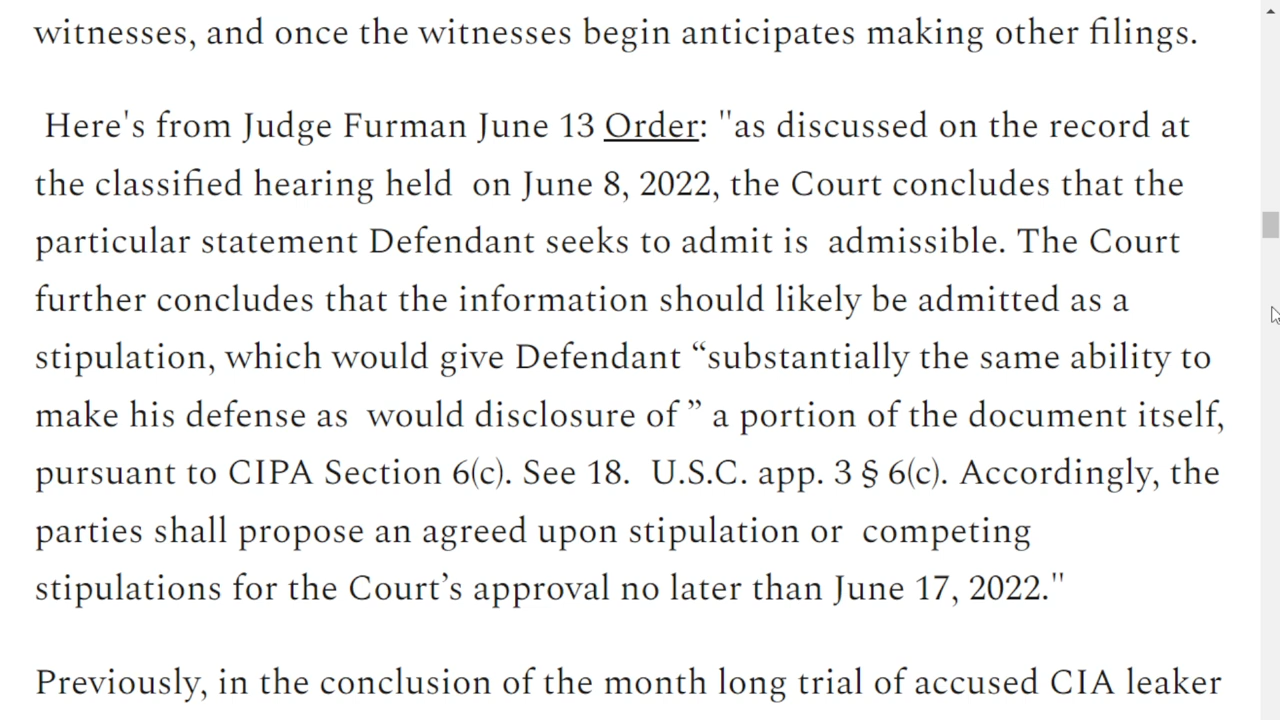 witnesses, and once the witnesses begin anticipates making other filings.
Here's from Judge Furman June 13 Order: "as discussed on the record at
the classified hearing held  on June 8, 2022, the Court concludes that the
particular statement Defendant seeks to admit is  admissible. The Court
further concludes that the information should likely be admitted as a
stipulation, which would give Defendant “substantially the same ability to
make his defense as  would disclosure of ” a portion of the document itself,
pursuant to CIPA Section 6(c). See 18.  U.S.C. app. 3 § 6(c). Accordingly, the
parties shall propose an agreed upon stipulation or  competing
stipulations for the Court’s approval no later than June 17, 2022."
Previously, in the conclusion of the month long trial of accused CIA leaker